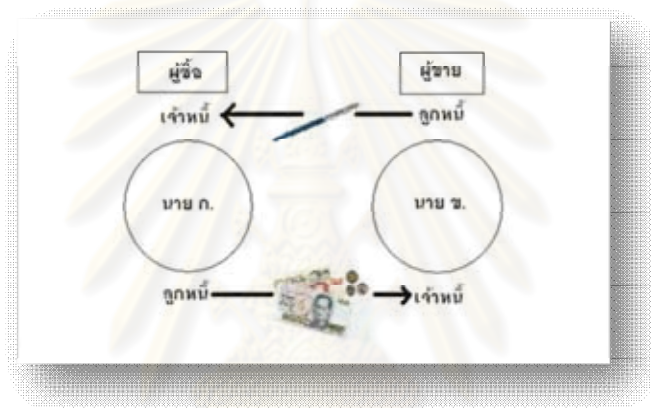 ผู้ซื้อ ผู้ขาย
เจ้าหนี้ ลูกหนี้
นาย ก. นาย ข.
ลูกหนี้ เจ้าหนี้